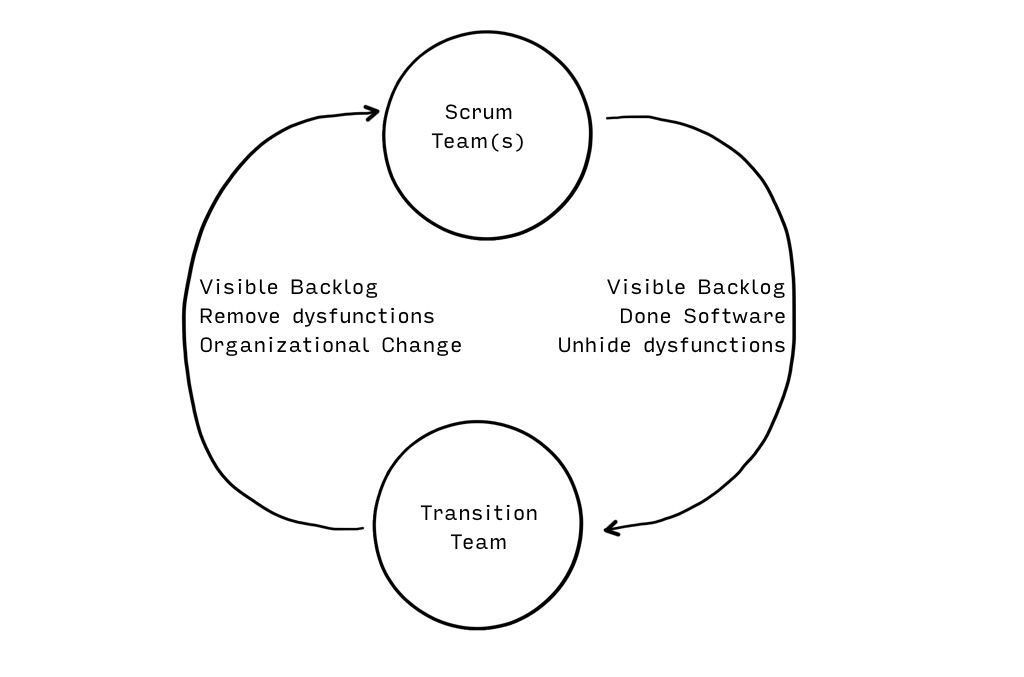 Scrum
Team(s)
Visible Backlog
Remove dysfunctions
Organizational Change
Visible Backlog
Done Software
Unhide dysfunctions
Transition
Team